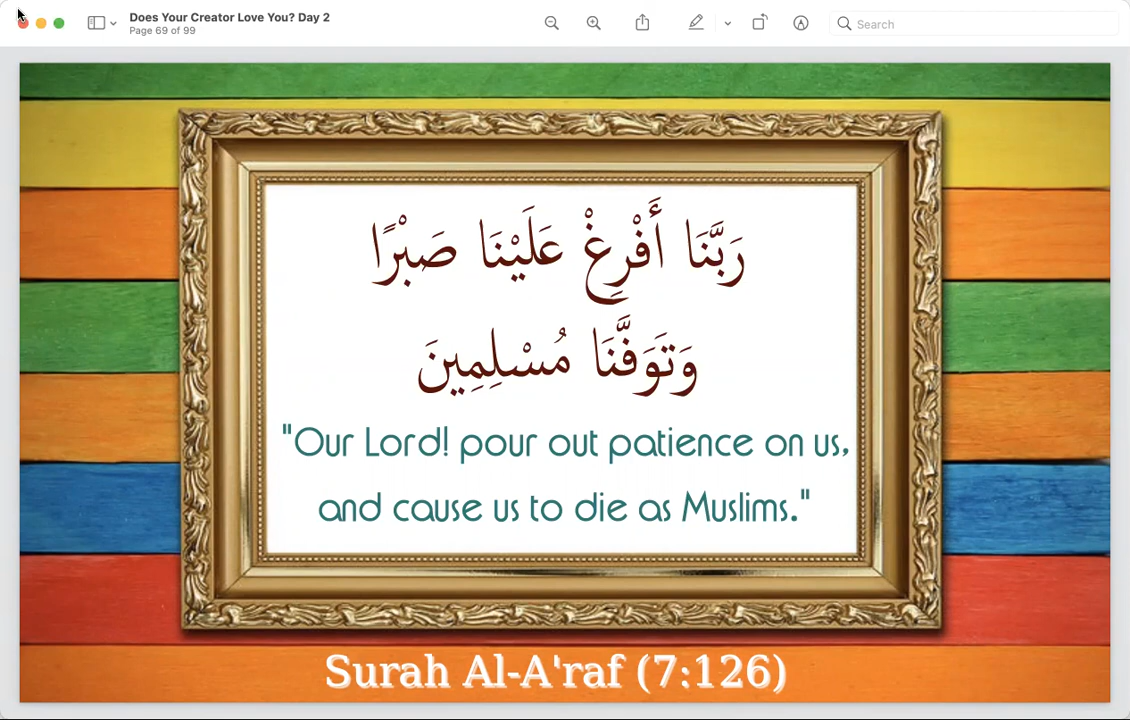 Does Your Creator Love You? Day 2
Page 69 of 99
Search
رَبَّنَا أَفْرِغْ عَلَيْنَا صَبْرًا
وَتَوَفَّنَا مُسْلِمِينَ
"Our Lord! pour out patience on us,
and cause us to die as Muslims."
Surah Al-A'raf (7:126)